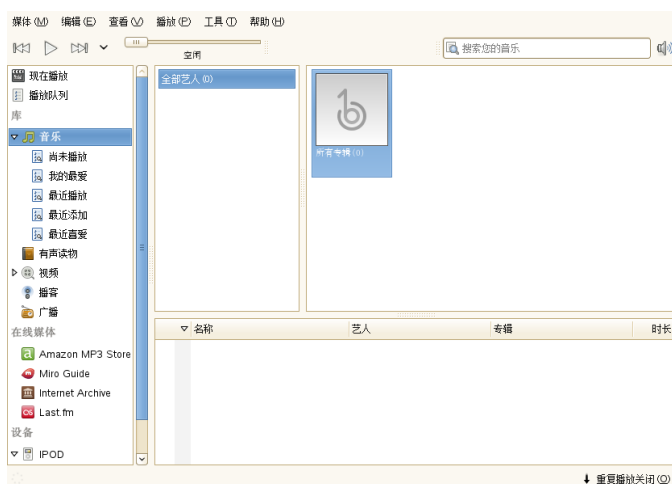 媒体(M) 编辑(E) 查看(V) 播放(P) 工具(T) 帮助(H)
空闲
搜索您的音乐
现在播放
播放队列
库
音乐
尚未播放
我的最爱
最近播放
最近添加
最近喜爱
有声读物
视频
播客
广播
在线媒体
Amazon MP3 Store
Miro Guide
Internet Archive
Last.fm
设备
IPOD
全部艺人(0)
所有专辑(0)
名称 艺人 专辑 时长
重复播放关闭(O)